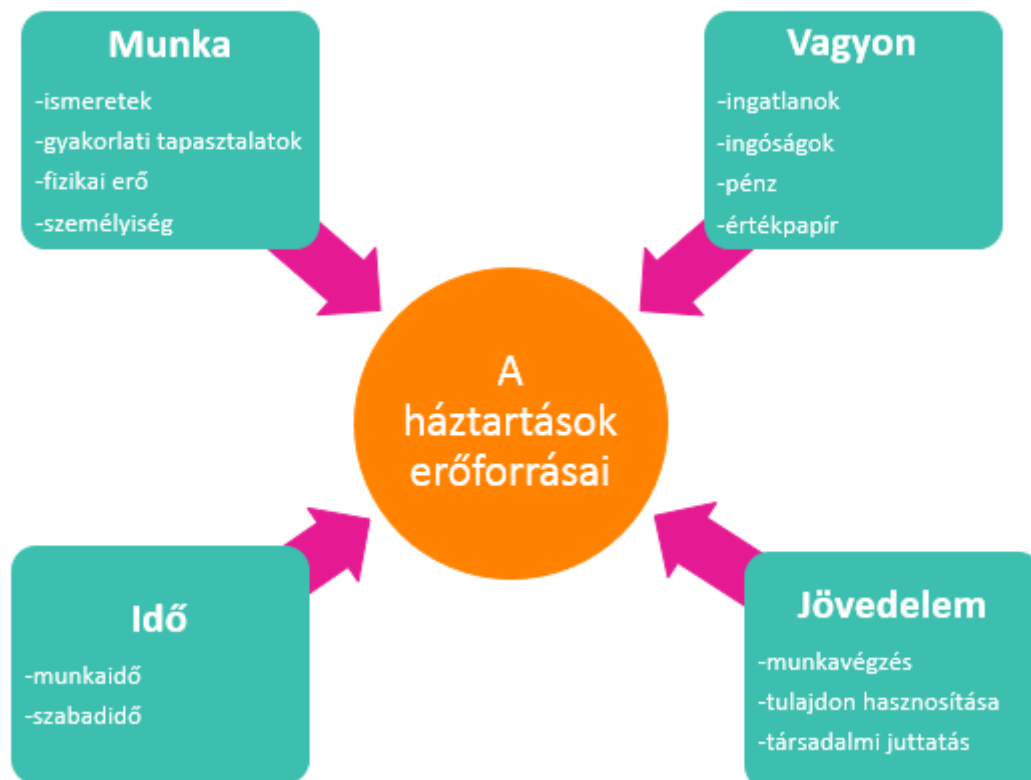 Munka
-ismeretek
-gyakorlati tapasztalatok
-fizikai erő
-személyiség
Vagyon
-ingatlanok
-ingóságok
-pénz
-értékpapír
A
háztartások
erőforrásai
Idő
-munkaidő
-szabadidő
Jövedelem
-munkavégzés
-tulajdon hasznosítása
-társadalmi juttatás